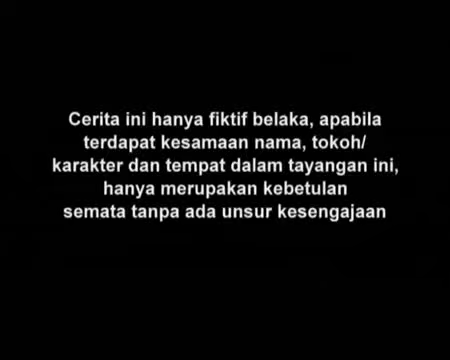 Cerita ini hanya fiktif belaka, apabila
terdapat kesamaan nama, tokoh/
karakter dan tempat dalam tayangan ini,
hanya merupakan kebetulan
semata tanpa ada unsur kesengajaan